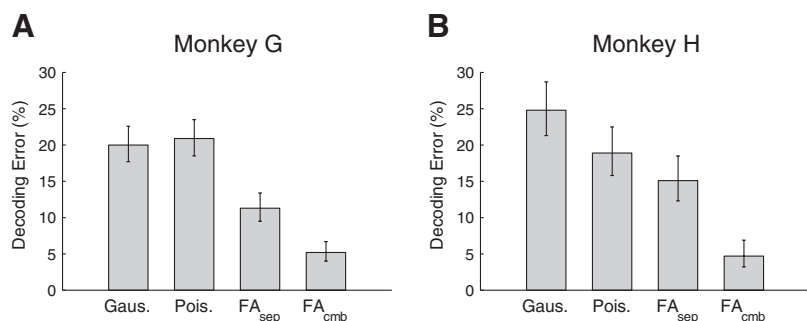 A
Monkey G
Decoding Error (%)
30
25
20
15
10
5
0
Gaus. Pois. FAsep FAcmb
B
Monkey H
Decoding Error (%)
30
25
20
15
10
5
0
Gaus. Pois. FAsep FAcmb